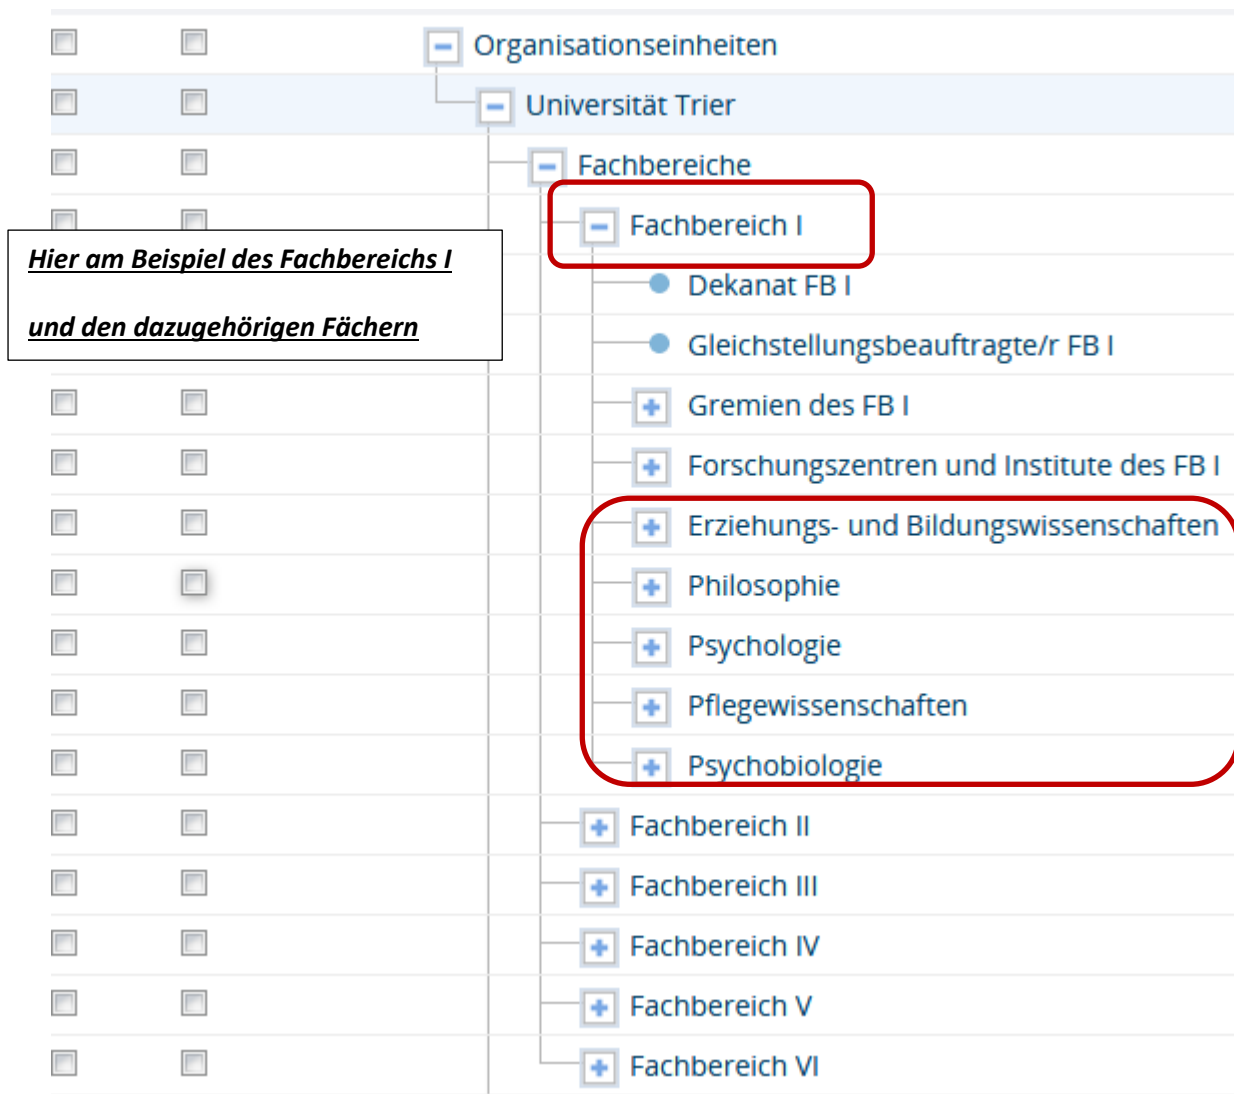 Organisationseinheiten
Universität Trier
Fachbereiche
Fachbereich I
Hier am Beispiel des Fachbereichs I
und den dazugehörigen Fächern
Dekanat FB I
Gleichstellungsbeauftragte/r FB I
Gremien des FB I
Forschungszentren und Institute des FB I
Erziehungs- und Bildungswissenschaften
Philosophie
Psychologie
Pflegewissenschaften
Psychobiologie
Fachbereich II
Fachbereich III
Fachbereich IV
Fachbereich V
Fachbereich VI